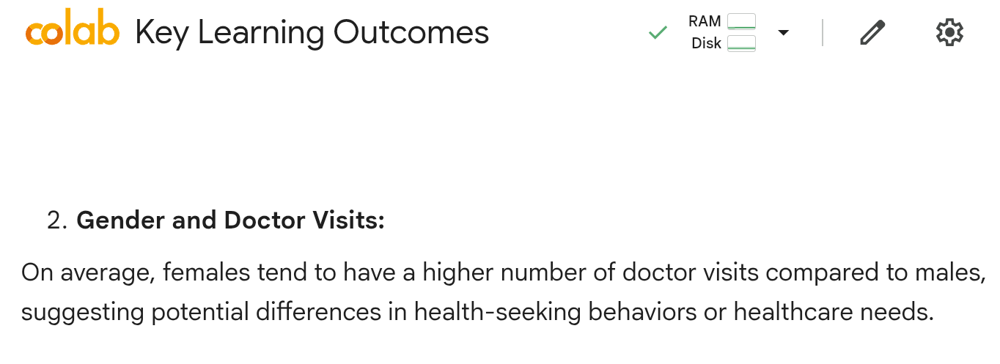 colab Key Learning Outcomes
RAM
Disk
2. Gender and Doctor Visits:
On average, females tend to have a higher number of doctor visits compared to males,
suggesting potential differences in health-seeking behaviors or healthcare needs.